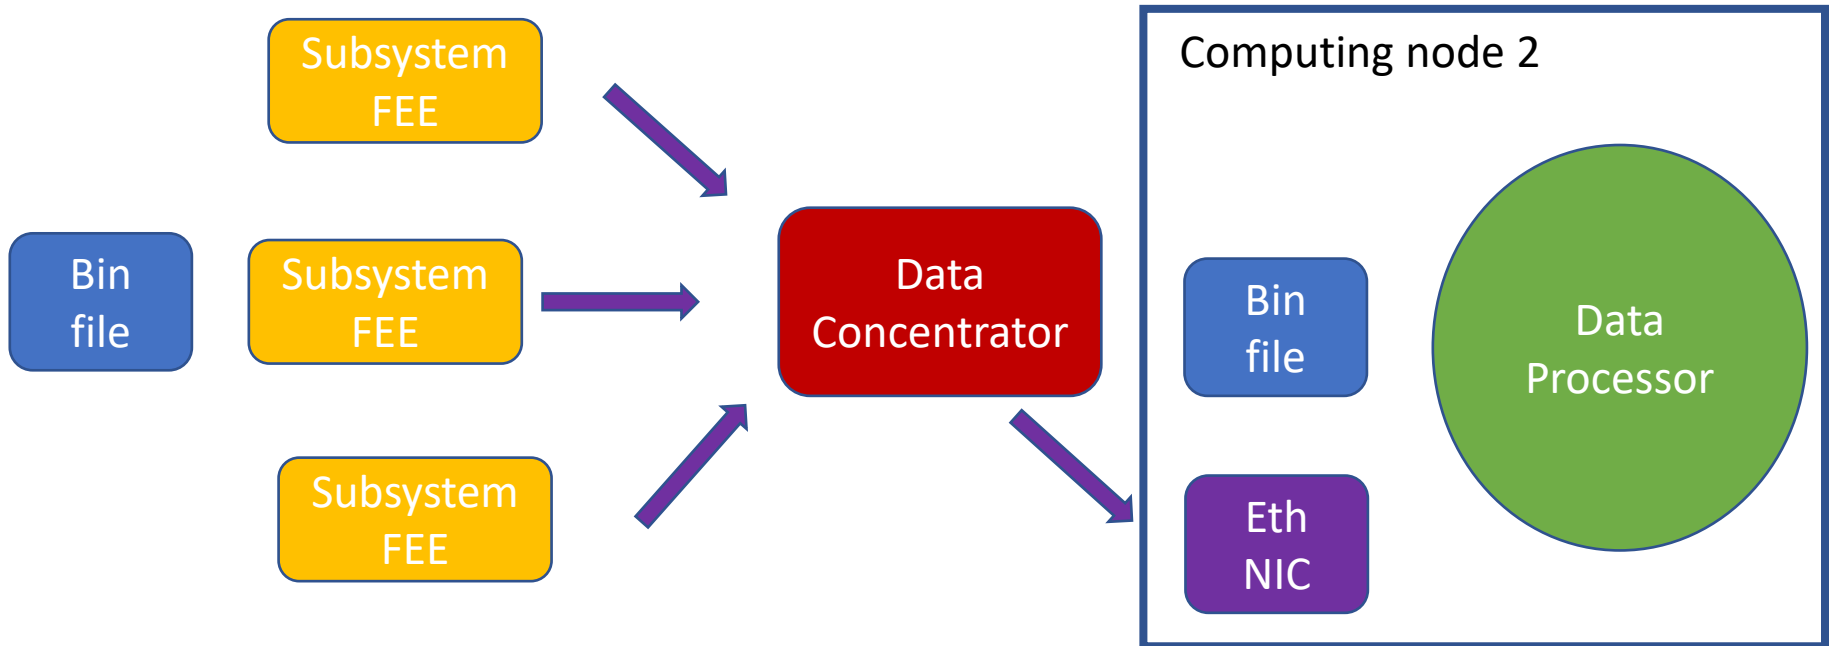 Subsystem
FEE
Computing node 2
Bin
file
Subsystem
FEE
Data
Concentrator
Bin
file
Data
Processor
Subsystem
FEE
Eth
NIC